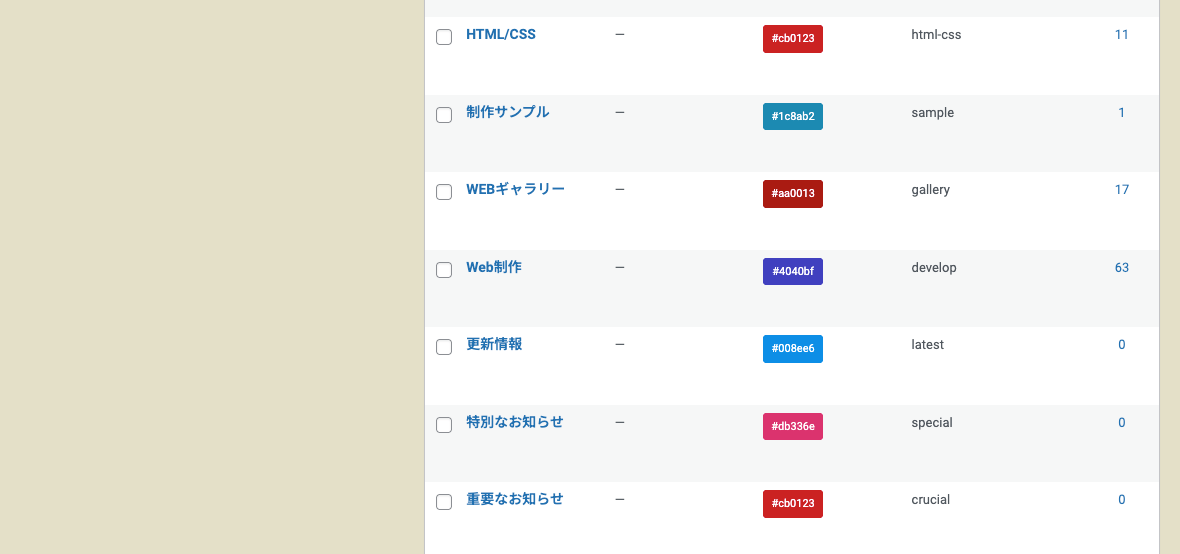 HTML/CSS — #cb0123 html-css 11
制作サンプル — #1c8ab2 sample 1
WEBギャラリー — #aa0013 gallery 17
Web制作 — #4040bf develop 63
更新情報 — #008ee6 latest 0
特別なお知らせ — #db336e special 0
重要なお知らせ — #cb0123 crucial 0